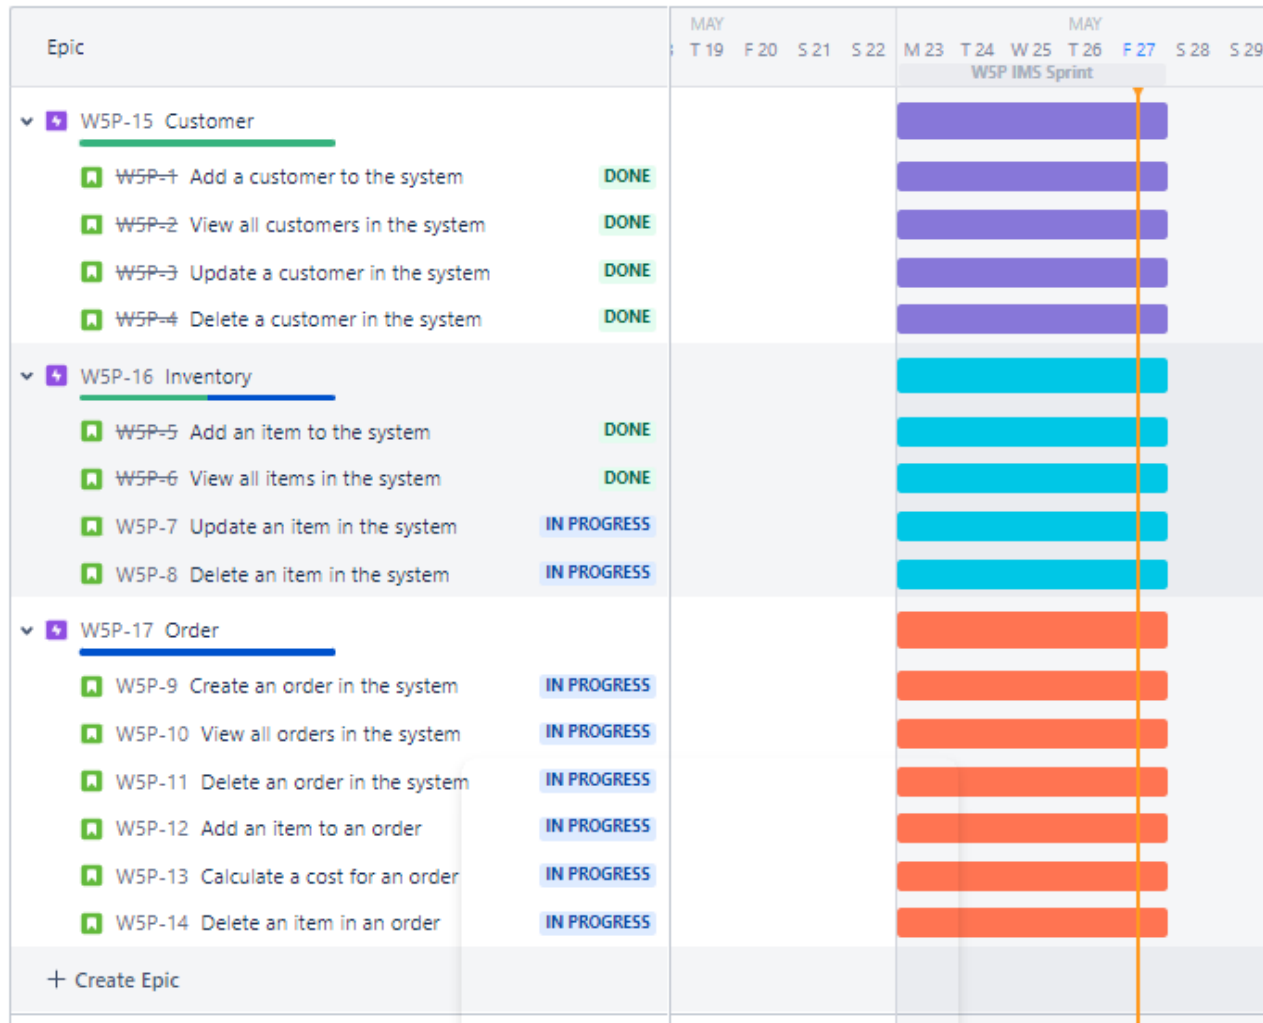 Epic
MAY MAY
T 19 F 20 S 21 S 22 M 23 T 24 W 25 T 26 F 27 S 28 S 29
W5P IMS Sprint
W5P-15 Customer
W5P-1 Add a customer to the system DONE
W5P-2 View all customers in the system DONE
W5P-3 Update a customer in the system DONE
W5P-4 Delete a customer in the system DONE
W5P-16 Inventory
W5P-5 Add an item to the system DONE
W5P-6 View all items in the system DONE
W5P-7 Update an item in the system IN PROGRESS
W5P-8 Delete an item in the system IN PROGRESS
W5P-17 Order
W5P-9 Create an order in the system IN PROGRESS
W5P-10 View all orders in the system IN PROGRESS
W5P-11 Delete an order in the system IN PROGRESS
W5P-12 Add an item to an order IN PROGRESS
W5P-13 Calculate a cost for an order IN PROGRESS
W5P-14 Delete an item in an order IN PROGRESS
+ Create Epic